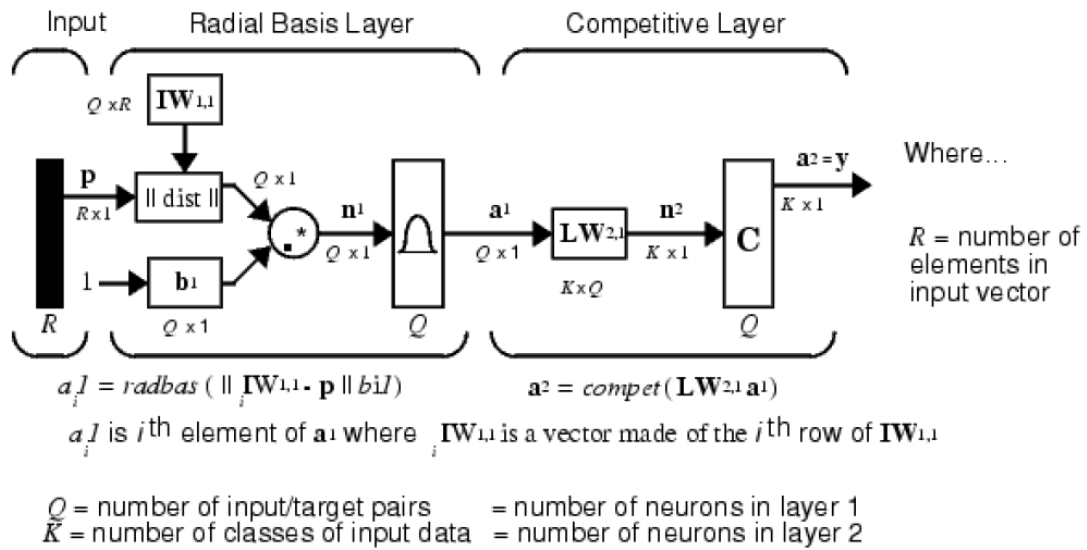 Input Radial Basis Layer Competitive Layer
Q xR IW1,1
p || dist || Q x 1 n1 a1 LW2,1 n2 C a2 = y Where...
R x 1 .* Q x 1 Q x 1 K x 1 K x 1
1 b1 KxQ
R Q x 1 Q Q
R = number of
elements in
input vector
ai1 = radbas ( || iIW1,1 - p || bi1) a2 = compet ( LW2,1 a1)
ai1 is i th element of a1 where iIW1,1 is a vector made of the i th row of IW1,1
Q = number of input/target pairs = number of neurons in layer 1
K = number of classes of input data = number of neurons in layer 2